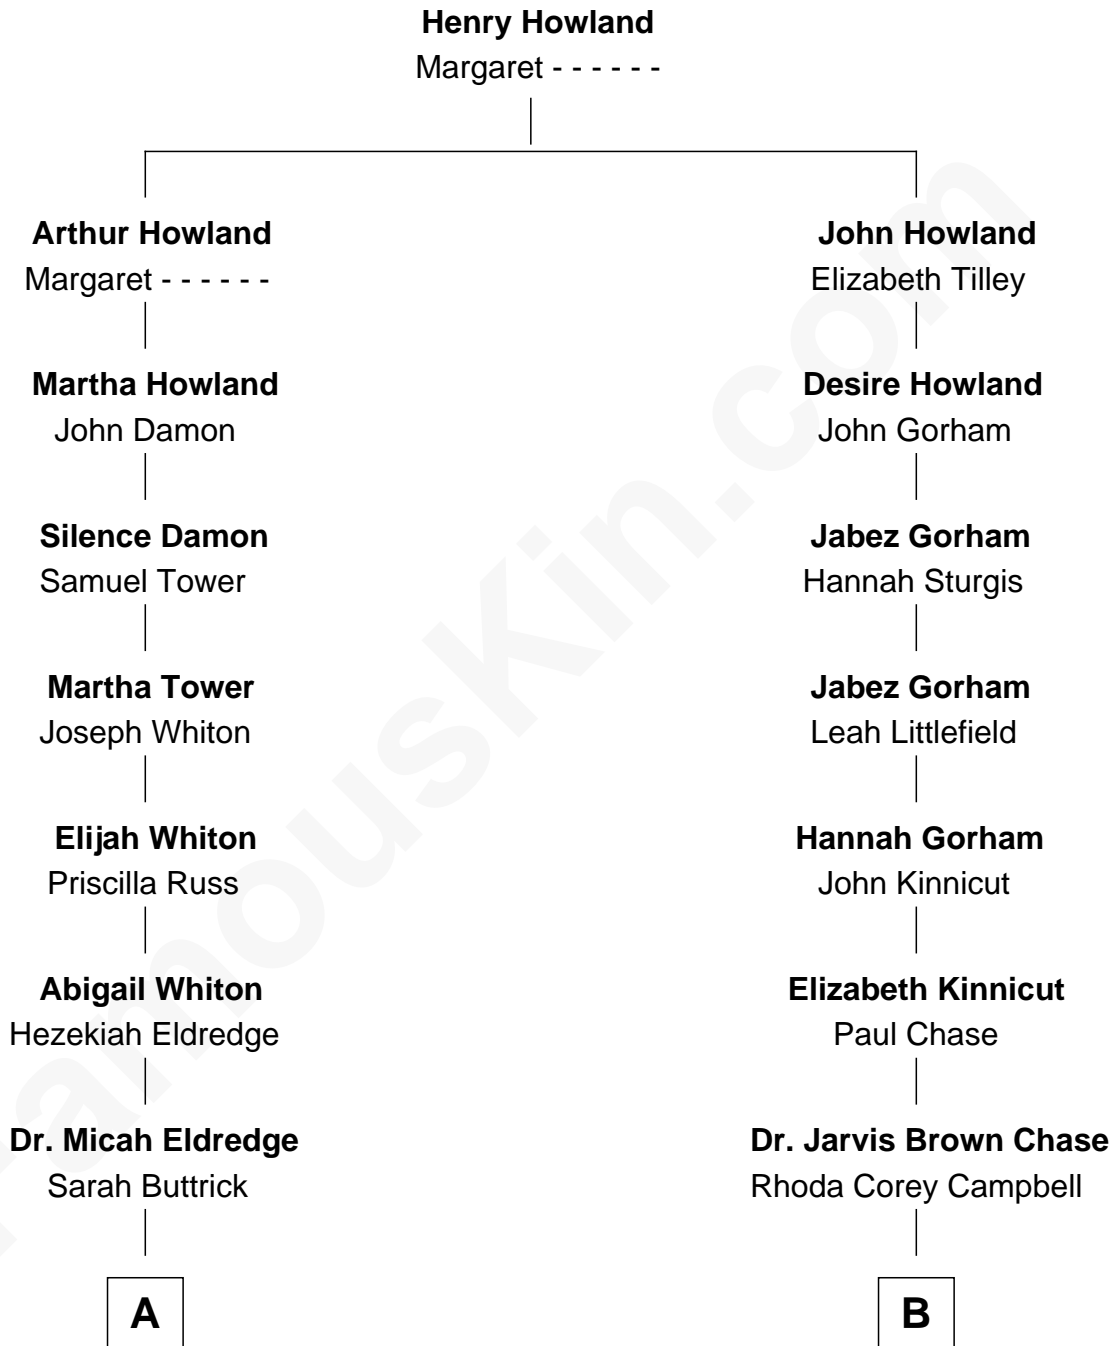 Henry Howland
Margaret - - - - - -
Arthur Howland
Margaret - - - - - -
John Howland
Elizabeth Tilley
Martha Howland
John Damon
Desire Howland
John Gorham
Silence Damon
Samuel Tower
Jabez Gorham
Hannah Sturgis
Martha Tower
Joseph Whiton
Jabez Gorham
Leah Littlefield
Elijah Whiton
Priscilla Russ
Hannah Gorham
John Kinnicut
Abigail Whiton
Hezekiah Eldredge
Elizabeth Kinnicut
Paul Chase
Dr. Micah Eldredge
Sarah Buttrick
Dr. Jarvis Brown Chase
Rhoda Corey Campbell
A
B
FamousKin.com